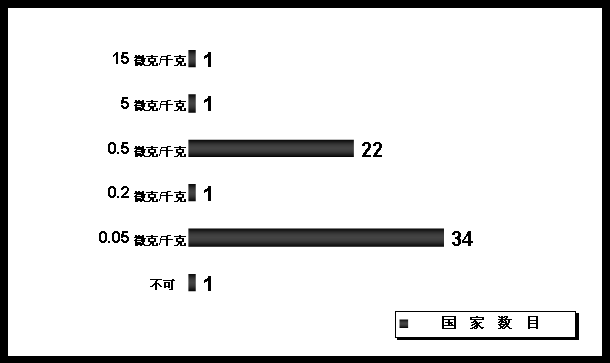 15 微克/千克 1
5 微克/千克 1
0.5 微克/千克 22
0.2 微克/千克 1
0.05 微克/千克 34
不可 1
国家数目